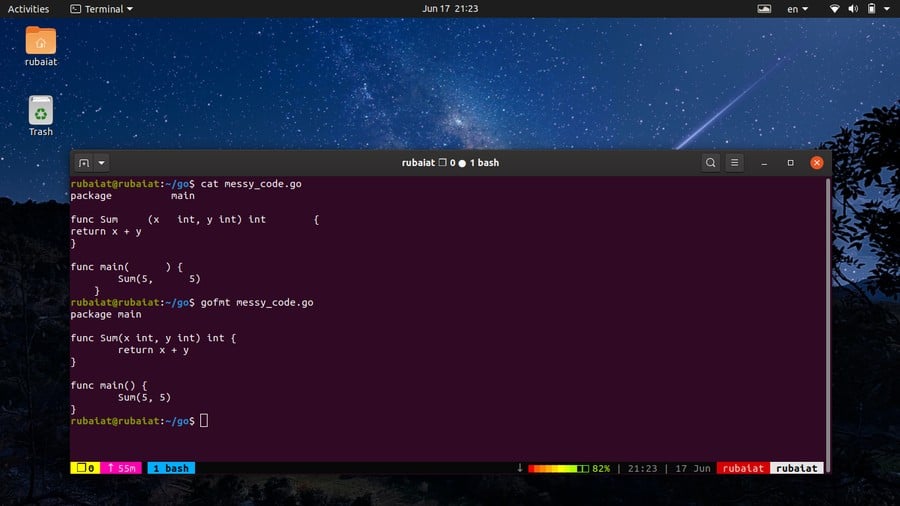 Activities Terminal Jun 17 21:23 en
rubaiat
Trash
rubaiat ❐ 0 ● 1 bash
rubaiat@rubaiat:~/go$ cat messy_code.go
package          main

func Sum     (x   int, y int) int        {
return x + y
}

func main(      ) {
        Sum(5,      5)
    }
rubaiat@rubaiat:~/go$ gofmt messy_code.go
package main

func Sum(x int, y int) int {
        return x + y
}

func main() {
        Sum(5, 5)
}
rubaiat@rubaiat:~/go$
❐0 ↑ 55m 1 bash ↓ 82% | 21:23 | 17 Jun rubaiat rubaiat